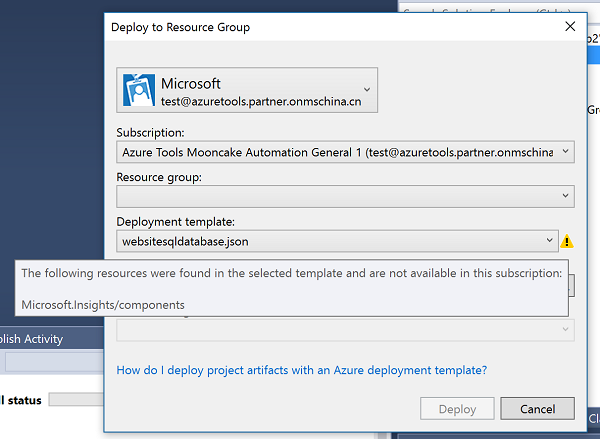 Deploy to Resource Group
Microsoft
test@azuretools.partner.onmschina.cn
Subscription:
Azure Tools Mooncake Automation General 1 (test@azuretools.partner.onmschina
Resource group:
Deployment template:
websitesqldatabase.json
The following resources were found in the selected template and are not available in this subscription:
Microsoft.Insights/components
blish Activity
How do I deploy project artifacts with an Azure deployment template?
ll status
Deploy
Cancel